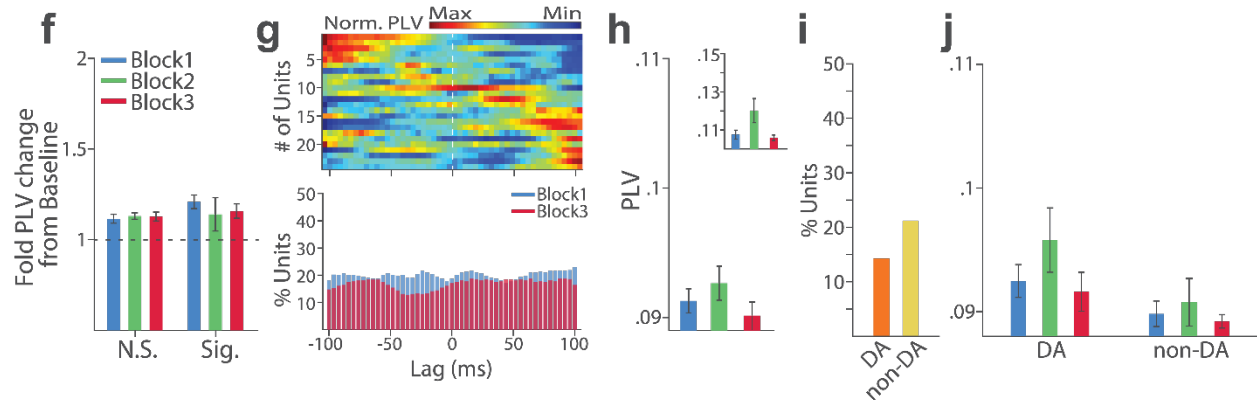 f
Block1
Block2
Block3
Fold PLV change
from Baseline
2
1.5
1
N.S.
Sig.
g
Norm. PLV
Max
Min
# of Units
5
10
15
20
% Units
50
40
30
20
10
Block1
Block3
-100
-50
0
50
100
Lag (ms)
h
PLV
.11
.1
.09
.15
.13
.11
i
% Units
50
40
30
20
10
DA
non-DA
j
.11
.1
.09
DA
non-DA